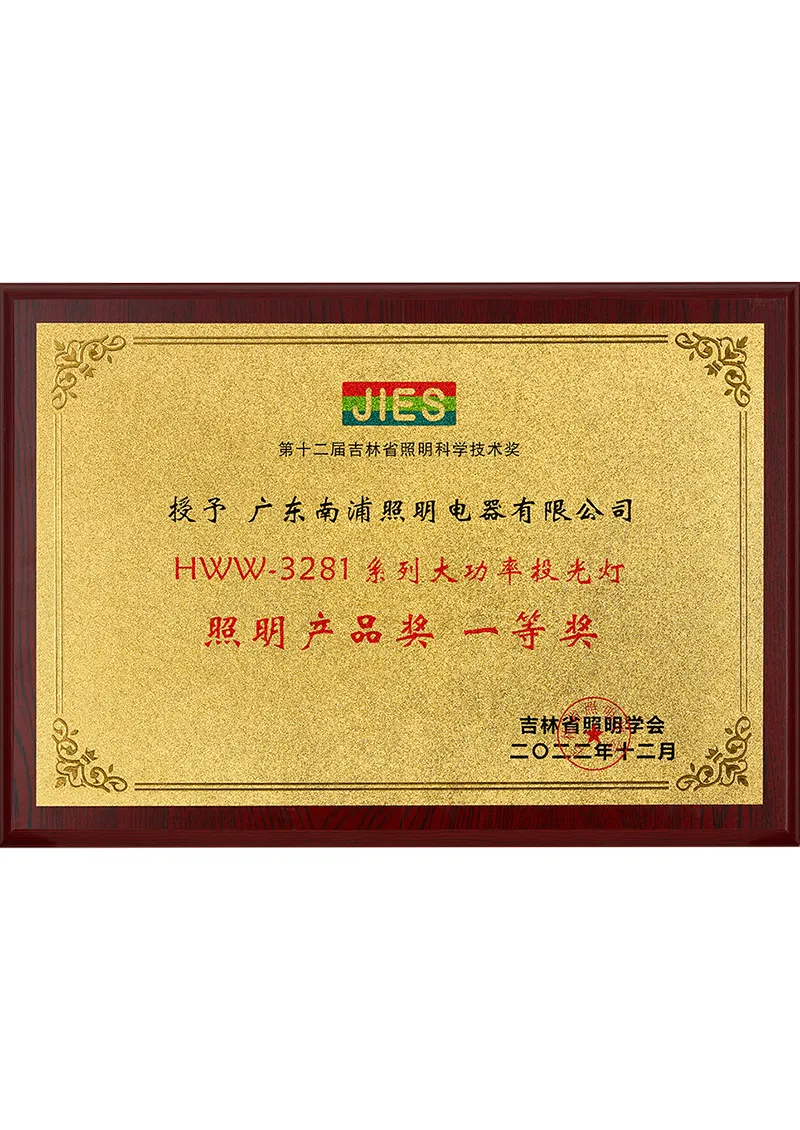 JIES
第十二届吉林省照明科学技术奖
授予 广东南浦照明电器有限公司
HWW-3281系列大功率投光灯
照明产品奖 一等奖
吉林省照明学会
二〇二二年十二月